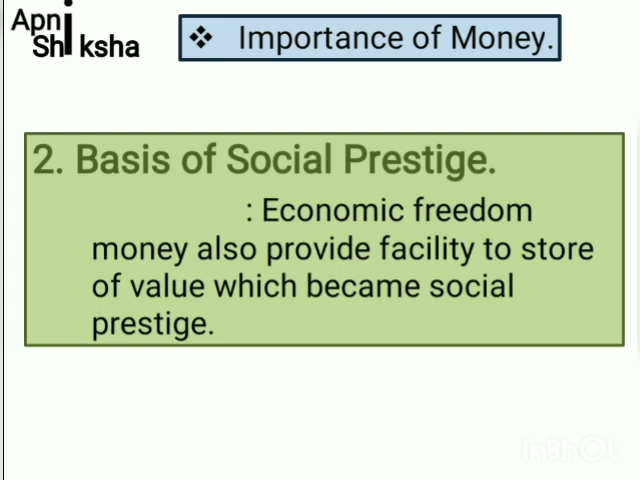 Apni
Shiksha
❖ Importance of Money.
2. Basis of Social Prestige.
: Economic freedom
money also provide facility to store
of value which became social
prestige.
InShOt